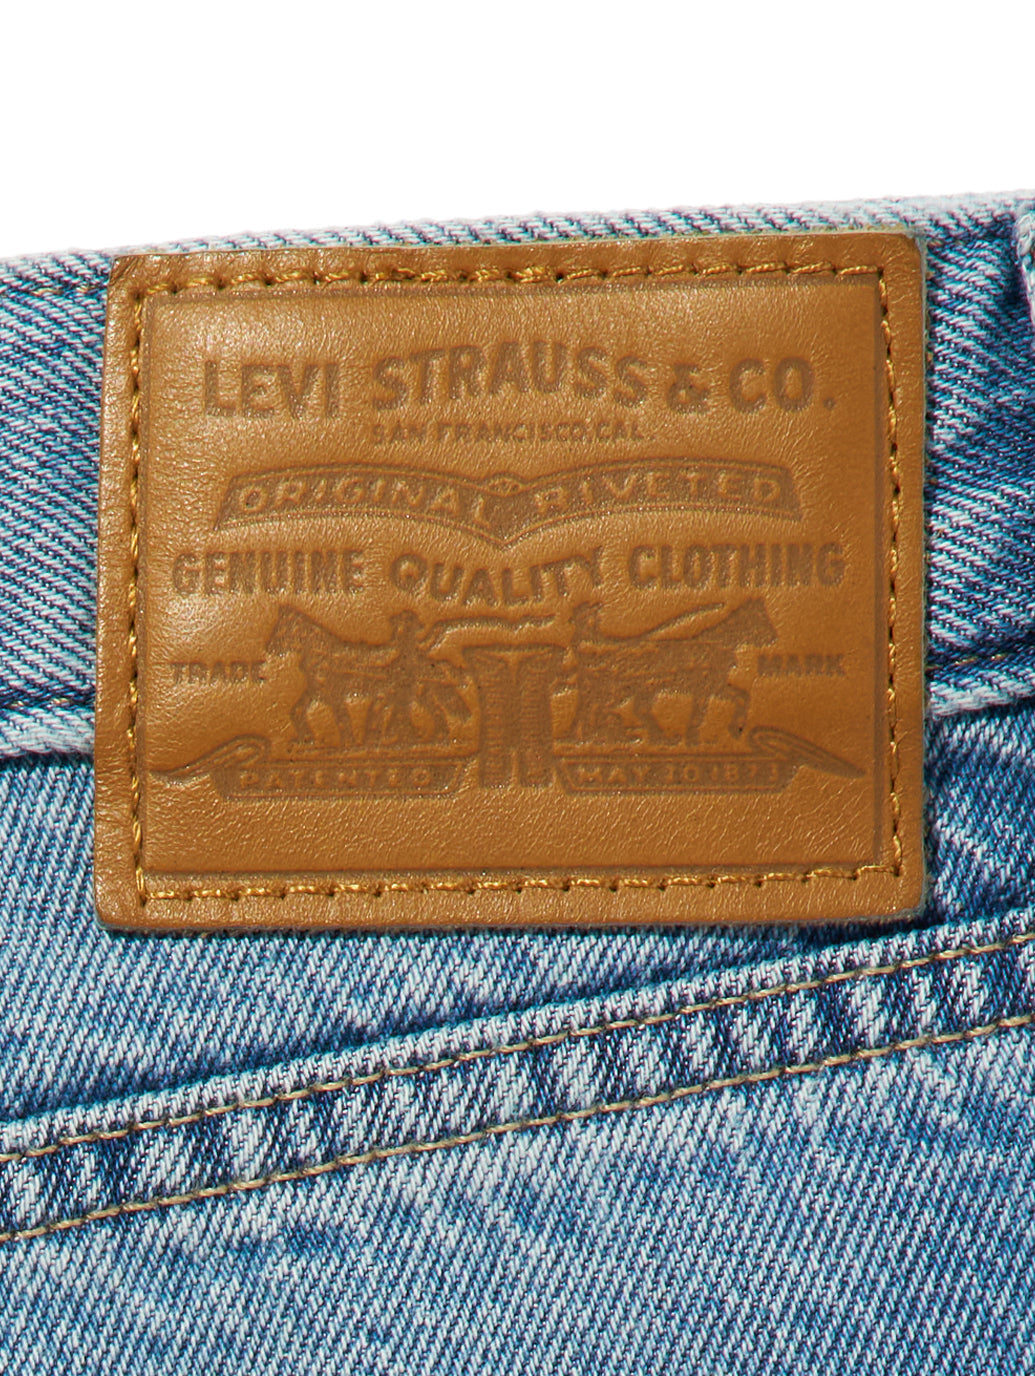 LEVI STRAUSS & CO.
SAN FRANCISCO, CAL.
ORIGINAL RIVETED
GENUINE QUALITY CLOTHING
TRADE MARK
PATENTED MAY 20 1873